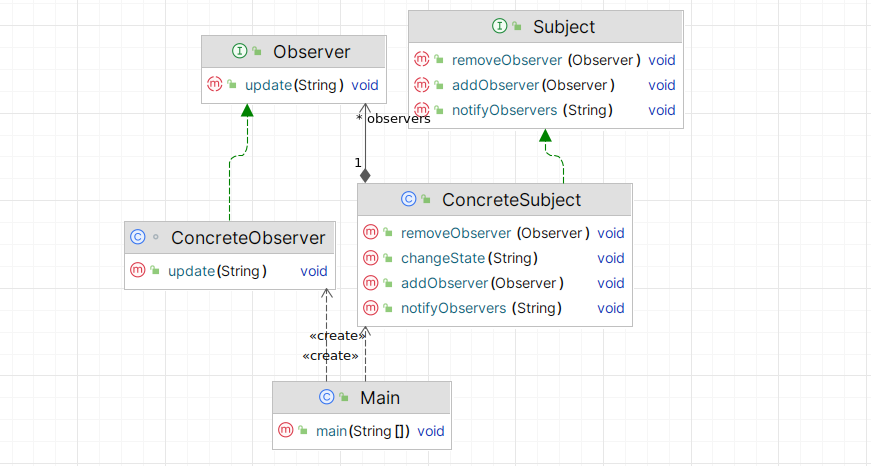 Subject
removeObserver (Observer) void
addObserver(Observer) void
notifyObservers (String) void
Observer
update(String) void
* observers
1
ConcreteSubject
removeObserver (Observer) void
changeState(String) void
addObserver(Observer) void
notifyObservers (String) void
ConcreteObserver
update(String) void
«create»
«create»
Main
main(String[]) void